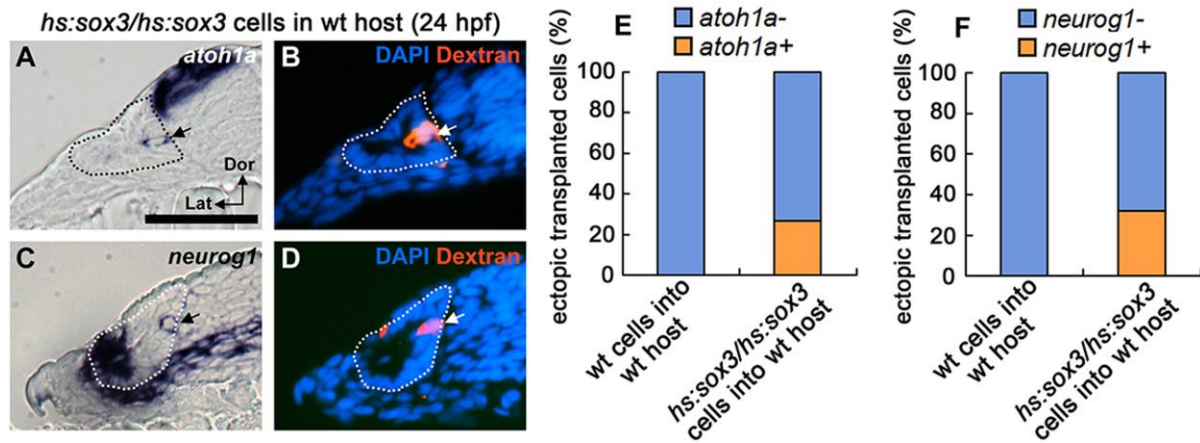 hs:sox3/hs:sox3 cells in wt host (24 hpf)
A
atoh1a
Dor
Lat
B
DAPI Dextran
C
neurog1
D
DAPI Dextran
E
atoh1a-
atoh1a+
ectopic transplanted cells (%)
100
80
60
40
20
0
wt cells into
wt host
hs:sox3/hs:sox3
cells into wt host
F
neurog1-
neurog1+
ectopic transplanted cells (%)
100
80
60
40
20
0
wt cells into
wt host
hs:sox3/hs:sox3
cells into wt host